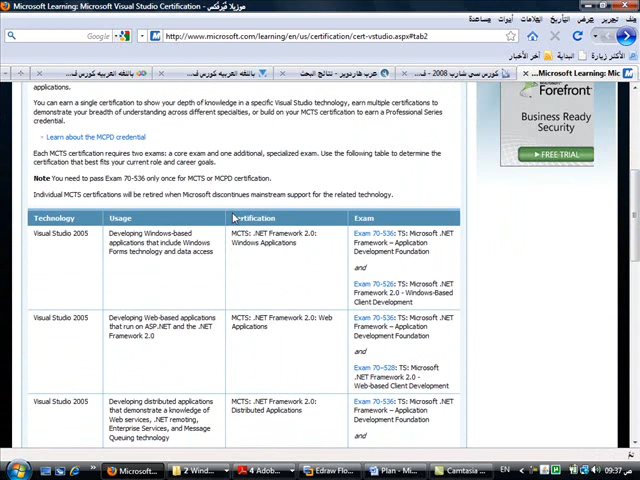 Microsoft Learning: Microsoft Visual Studio Certification - موزيلا فَيَرفُكس
ملف تحرير عرض التأريخ العلامات أدوات مساعدة
Google
http://www.microsoft.com/learning/en/us/certification/cert-vstudio.aspx#tab2
الأكثر زيارة البداية آخر الأخبار
باللغه العربيه كورس ف...
باللغه العربيه كورس ف...
عرب هاردوير - نتائج البحث
كورس سي شارب 2008 - ف...
Microsoft Learning: Mic...
applications.
You can earn a single certification to show your depth of knowledge in a specific Visual Studio technology, earn multiple certifications to
demonstrate your breadth of understanding across different specialties, or build on your MCTS certification to earn a Professional Series
credential.
Learn about the MCPD credential
Each MCTS certification requires two exams: a core exam and one additional, specialized exam. Use the following table to determine the
certification that best fits your current role and career goals.
Note You need to pass Exam 70-536 only once for MCTS or MCPD certification.
Individual MCTS certifications will be retired when Microsoft discontinues mainstream support for the related technology.
Forefront
Business Ready
Security
FREE TRIAL
Technology Usage Certification Exam
Visual Studio 2005
Developing Windows-based
applications that include Windows
Forms technology and data access
MCTS: .NET Framework 2.0:
Windows Applications
Exam 70-536: TS: Microsoft .NET
Framework – Application
Development Foundation
and
Exam 70-526: TS: Microsoft .NET
Framework 2.0 - Windows-Based
Client Development
Visual Studio 2005
Developing Web-based applications
that run on ASP.NET and the .NET
Framework 2.0
MCTS: .NET Framework 2.0: Web
Applications
Exam 70-536: TS: Microsoft .NET
Framework – Application
Development Foundation
and
Exam 70–528: TS: Microsoft
.NET Framework 2.0 -
Web-based Client Development
Visual Studio 2005
Developing distributed applications
that demonstrate a knowledge of
Web services, .NET remoting,
Enterprise Services, and Message
Queuing technology
MCTS: .NET Framework 2.0:
Distributed Applications
Exam 70-536: TS: Microsoft .NET
Framework – Application
Development Foundation
and
تمّ
Microsoft...
2 Wind...
4 Adob...
Edraw Flo...
Plan - Mi...
Camtasia ...
EN
09:37 ص